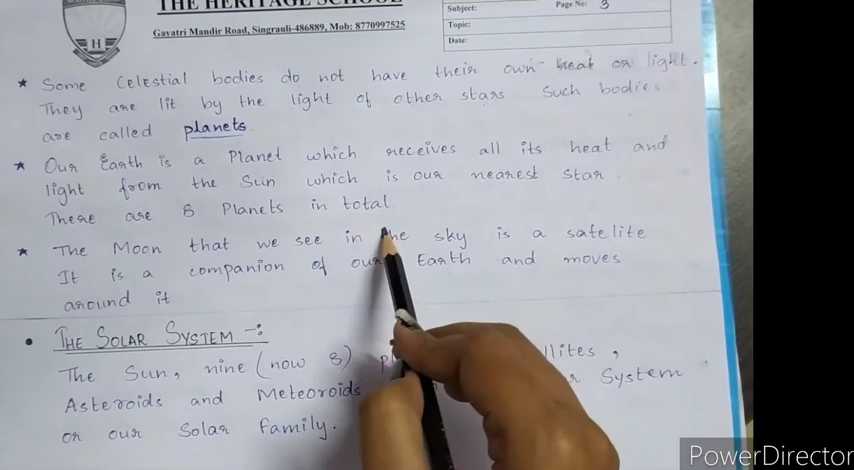 THE HERITAGE SCHOOL
Gayatri Mandir Road, Singrauli-486889, Mob: 8770997525
Subject:
Page No: 3
Topic:
Date:
H
★ Some Celestial bodies do not have their own heat or light.
They are lit by the light of other stars Such bodies
are called planets.
★ Our Earth is a Planet which receives all its heat and
light from the Sun which is our nearest star
There are 8 Planets in total.
★ The Moon that we see in the sky is a satelite
It is a companion of our Earth and moves
around it
• THE SOLAR SYSTEM -:
The Sun, nine (now 8) llites,
Asteroids and Meteoroids System
or our Solar family.
PowerDirector